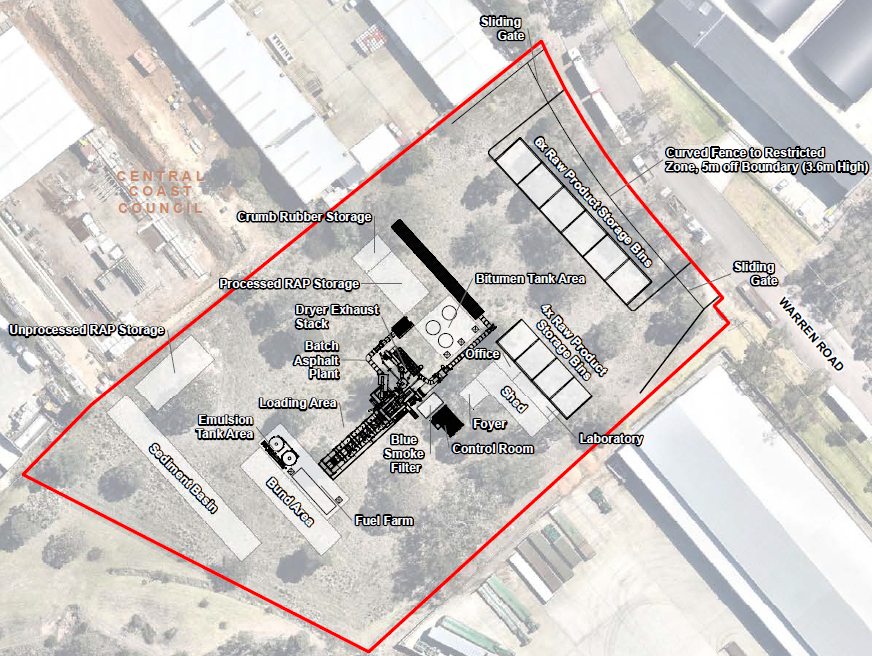 Sliding
Gate
6x Raw Product Storage Bins
Curved Fence to Restricted
Zone, 5m off Boundary (3.6m High)
CENTRAL
COAST
COUNCIL
Crumb Rubber Storage
Sliding
Gate
Processed RAP Storage
Bitumen Tank Area
WARREN ROAD
Dryer Exhaust
Stack
4x Raw Product
Storage Bins
Unprocessed RAP Storage
Batch
Asphalt
Plant
Office
Shed
Loading Area
Emulsion
Tank Area
Foyer
Laboratory
Blue
Smoke
Filter
Control Room
Sediment Basin
Bund Area
Fuel Farm